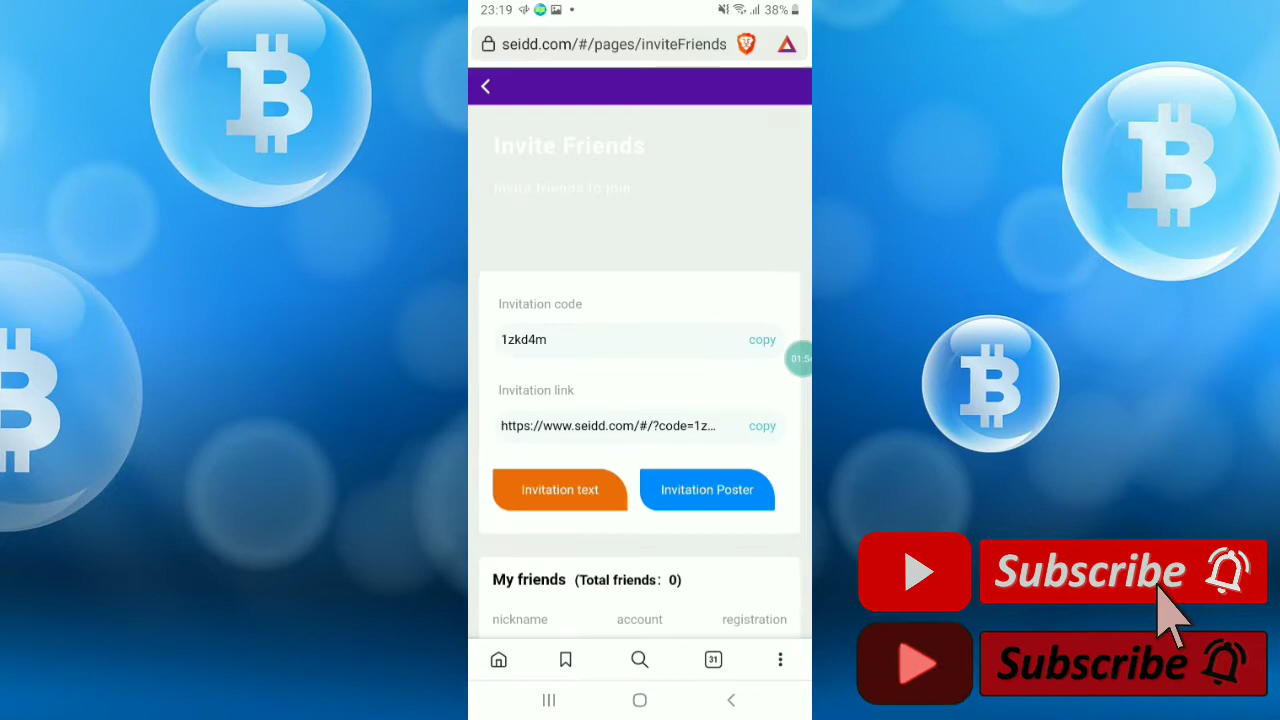 23:19
38%
seidd.com/#/pages/inviteFriends
Invite Friends
Invite friends to join
Invitation code
1zkd4m copy
Invitation link
https://www.seidd.com/#/?code=1z... copy
Invitation text Invitation Poster
My friends (Total friends: 0)
nickname account registration
31
Subscribe
Subscribe